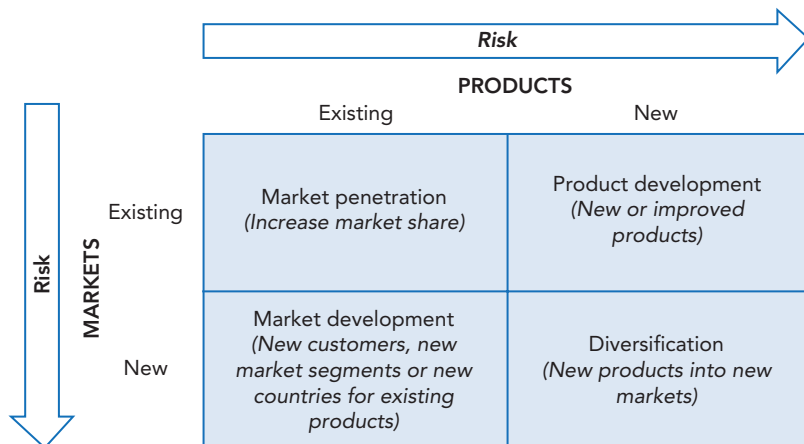 Risk
PRODUCTS
Existing
New
Risk
MARKETS
Existing
Market penetration
(Increase market share)
Product development
(New or improved
products)
New
Market development
(New customers, new
market segments or new
countries for existing
products)
Diversification
(New products into new
markets)